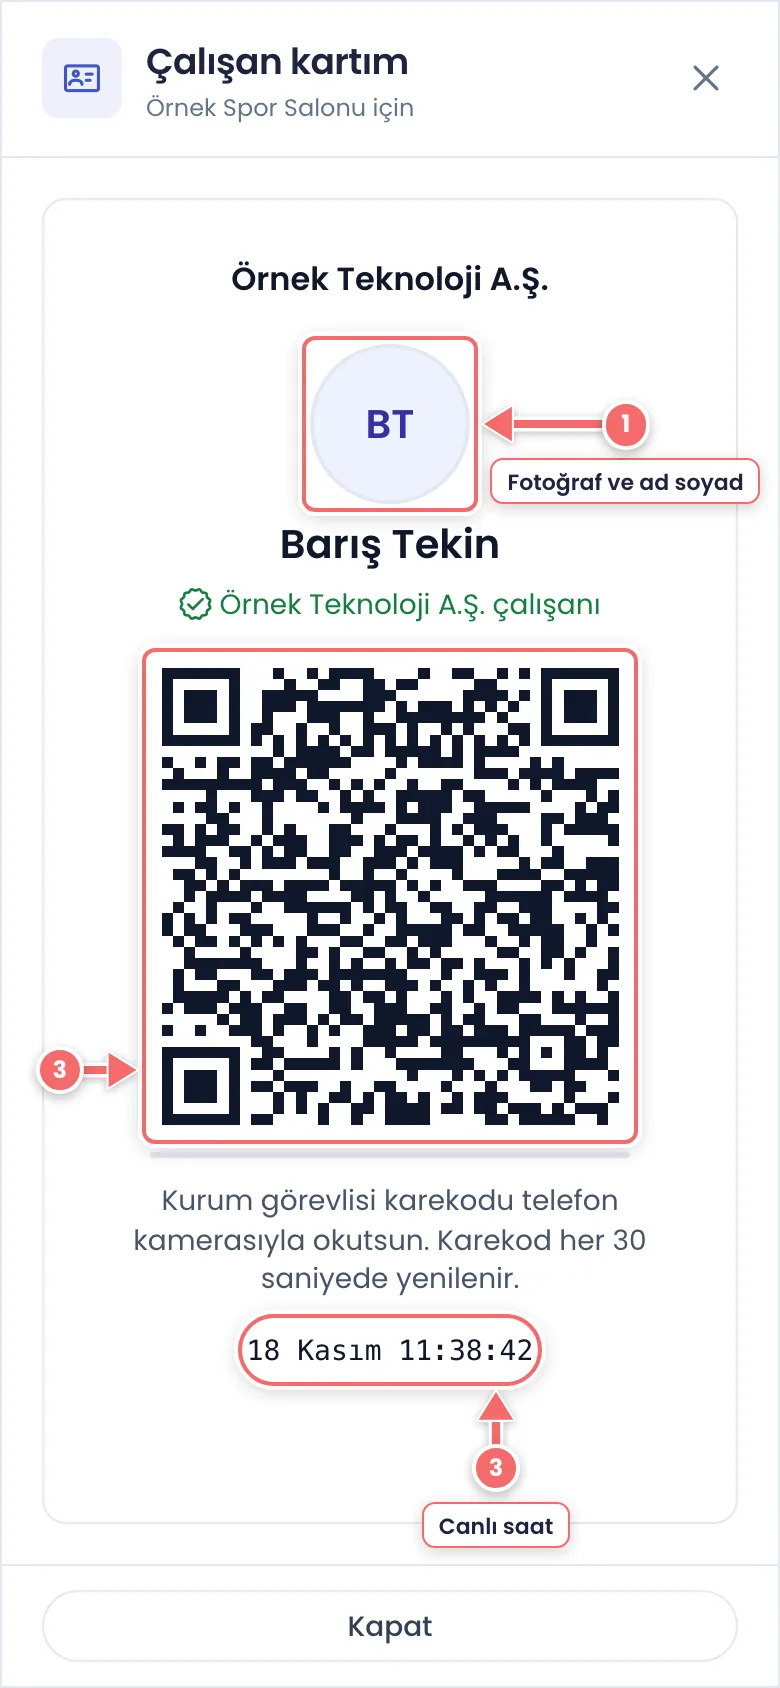 Çalışan kartım
Örnek Spor Salonu için
Örnek Teknoloji A.Ş.
BT
1
Fotoğraf ve ad soyad
Barış Tekin
Örnek Teknoloji A.Ş. çalışanı
3
Kurum görevlisi karekodu telefon
kamerasıyla okutsun. Karekod her 30
saniyede yenilenir.
18 Kasım 11:38:42
3
Canlı saat
Kapat